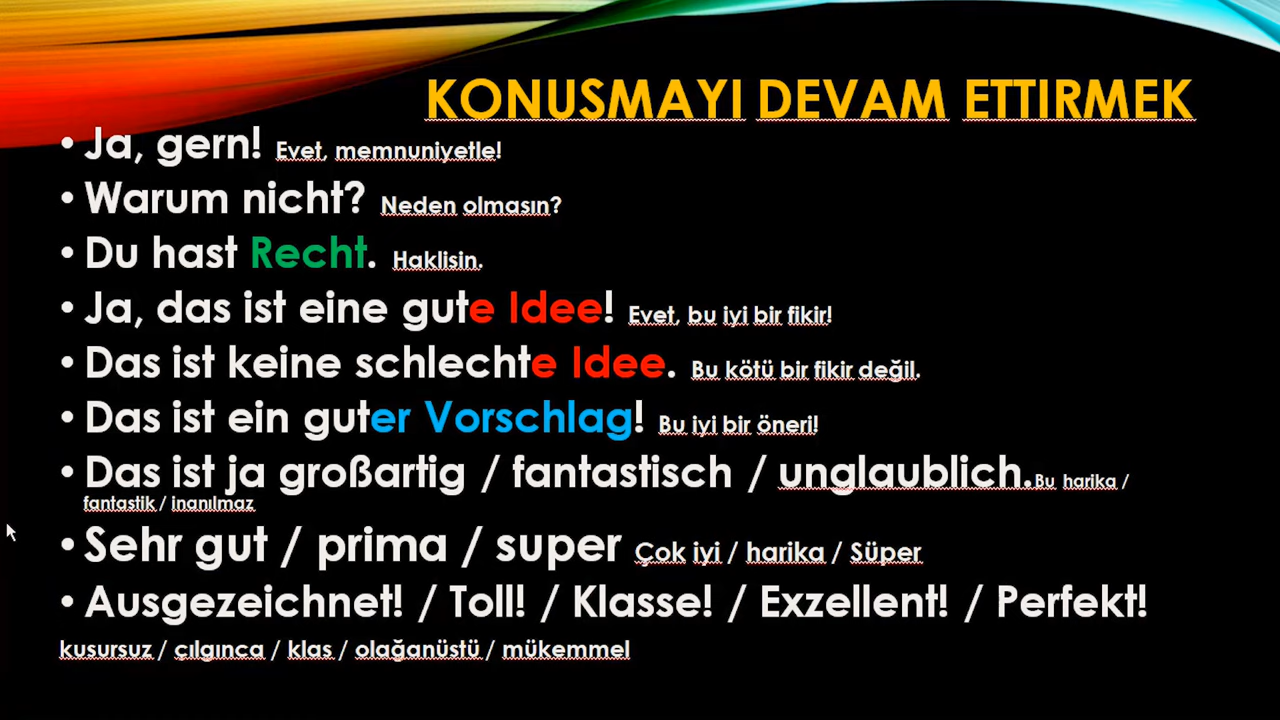 KONUSMAYI DEVAM ETTIRMEK
• Ja, gern! Evet, memnuniyetle!
• Warum nicht? Neden olmasın?
• Du hast Recht. Haklisin.
• Ja, das ist eine gute Idee! Evet, bu iyi bir fikir!
• Das ist keine schlechte Idee. Bu kötü bir fikir değil.
• Das ist ein guter Vorschlag! Bu iyi bir öneri!
• Das ist ja großartig / fantastisch / unglaublich.Bu harika /
fantastik / inanılmaz
• Sehr gut / prima / super Çok iyi / harika / Süper
• Ausgezeichnet! / Toll! / Klasse! / Exzellent! / Perfekt!
kusursuz / çılgınca / klas / olağanüstü / mükemmel